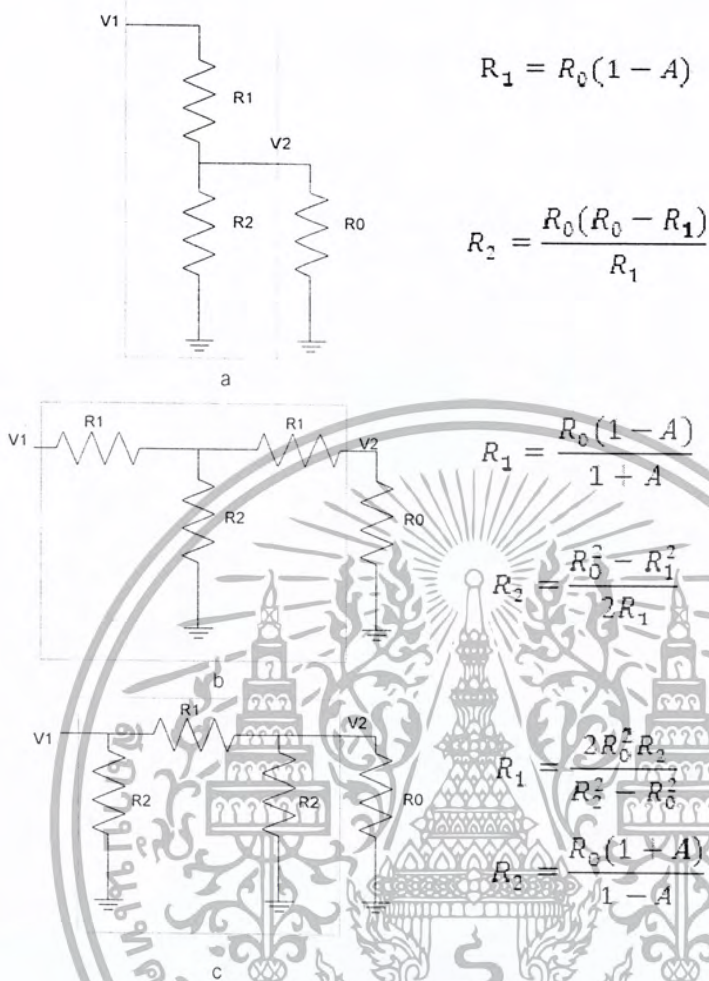 V1
R1
V2
R2
R0
R₁ = R₀(1 − A)
R₂ = R₀(R₀ − R₁) / R₁
a
V1
R1
R1
V2
R2
R0
R₁ = R₀(1 − A) / 1 − A
R₂ = R₀² − R₁² / 2R₁
b
V1
R1
V2
R2
R2
R0
R₁ = 2R₀²R₂ / R₂² − R₀²
R₂ = R₀(1 − A) / 1 − A
c